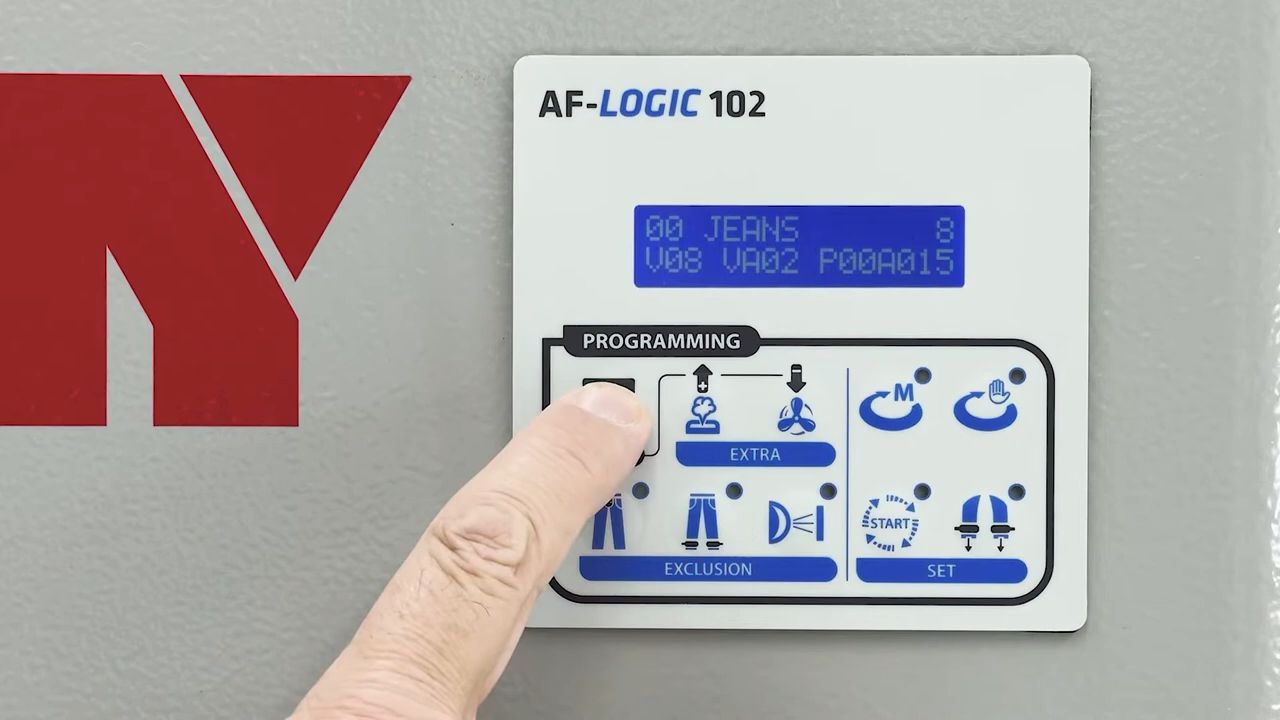 AF-LOGIC 102
00 JEANS 8
V08 VA02 P00A015
PROGRAMMING
M
EXTRA
START
EXCLUSION
SET